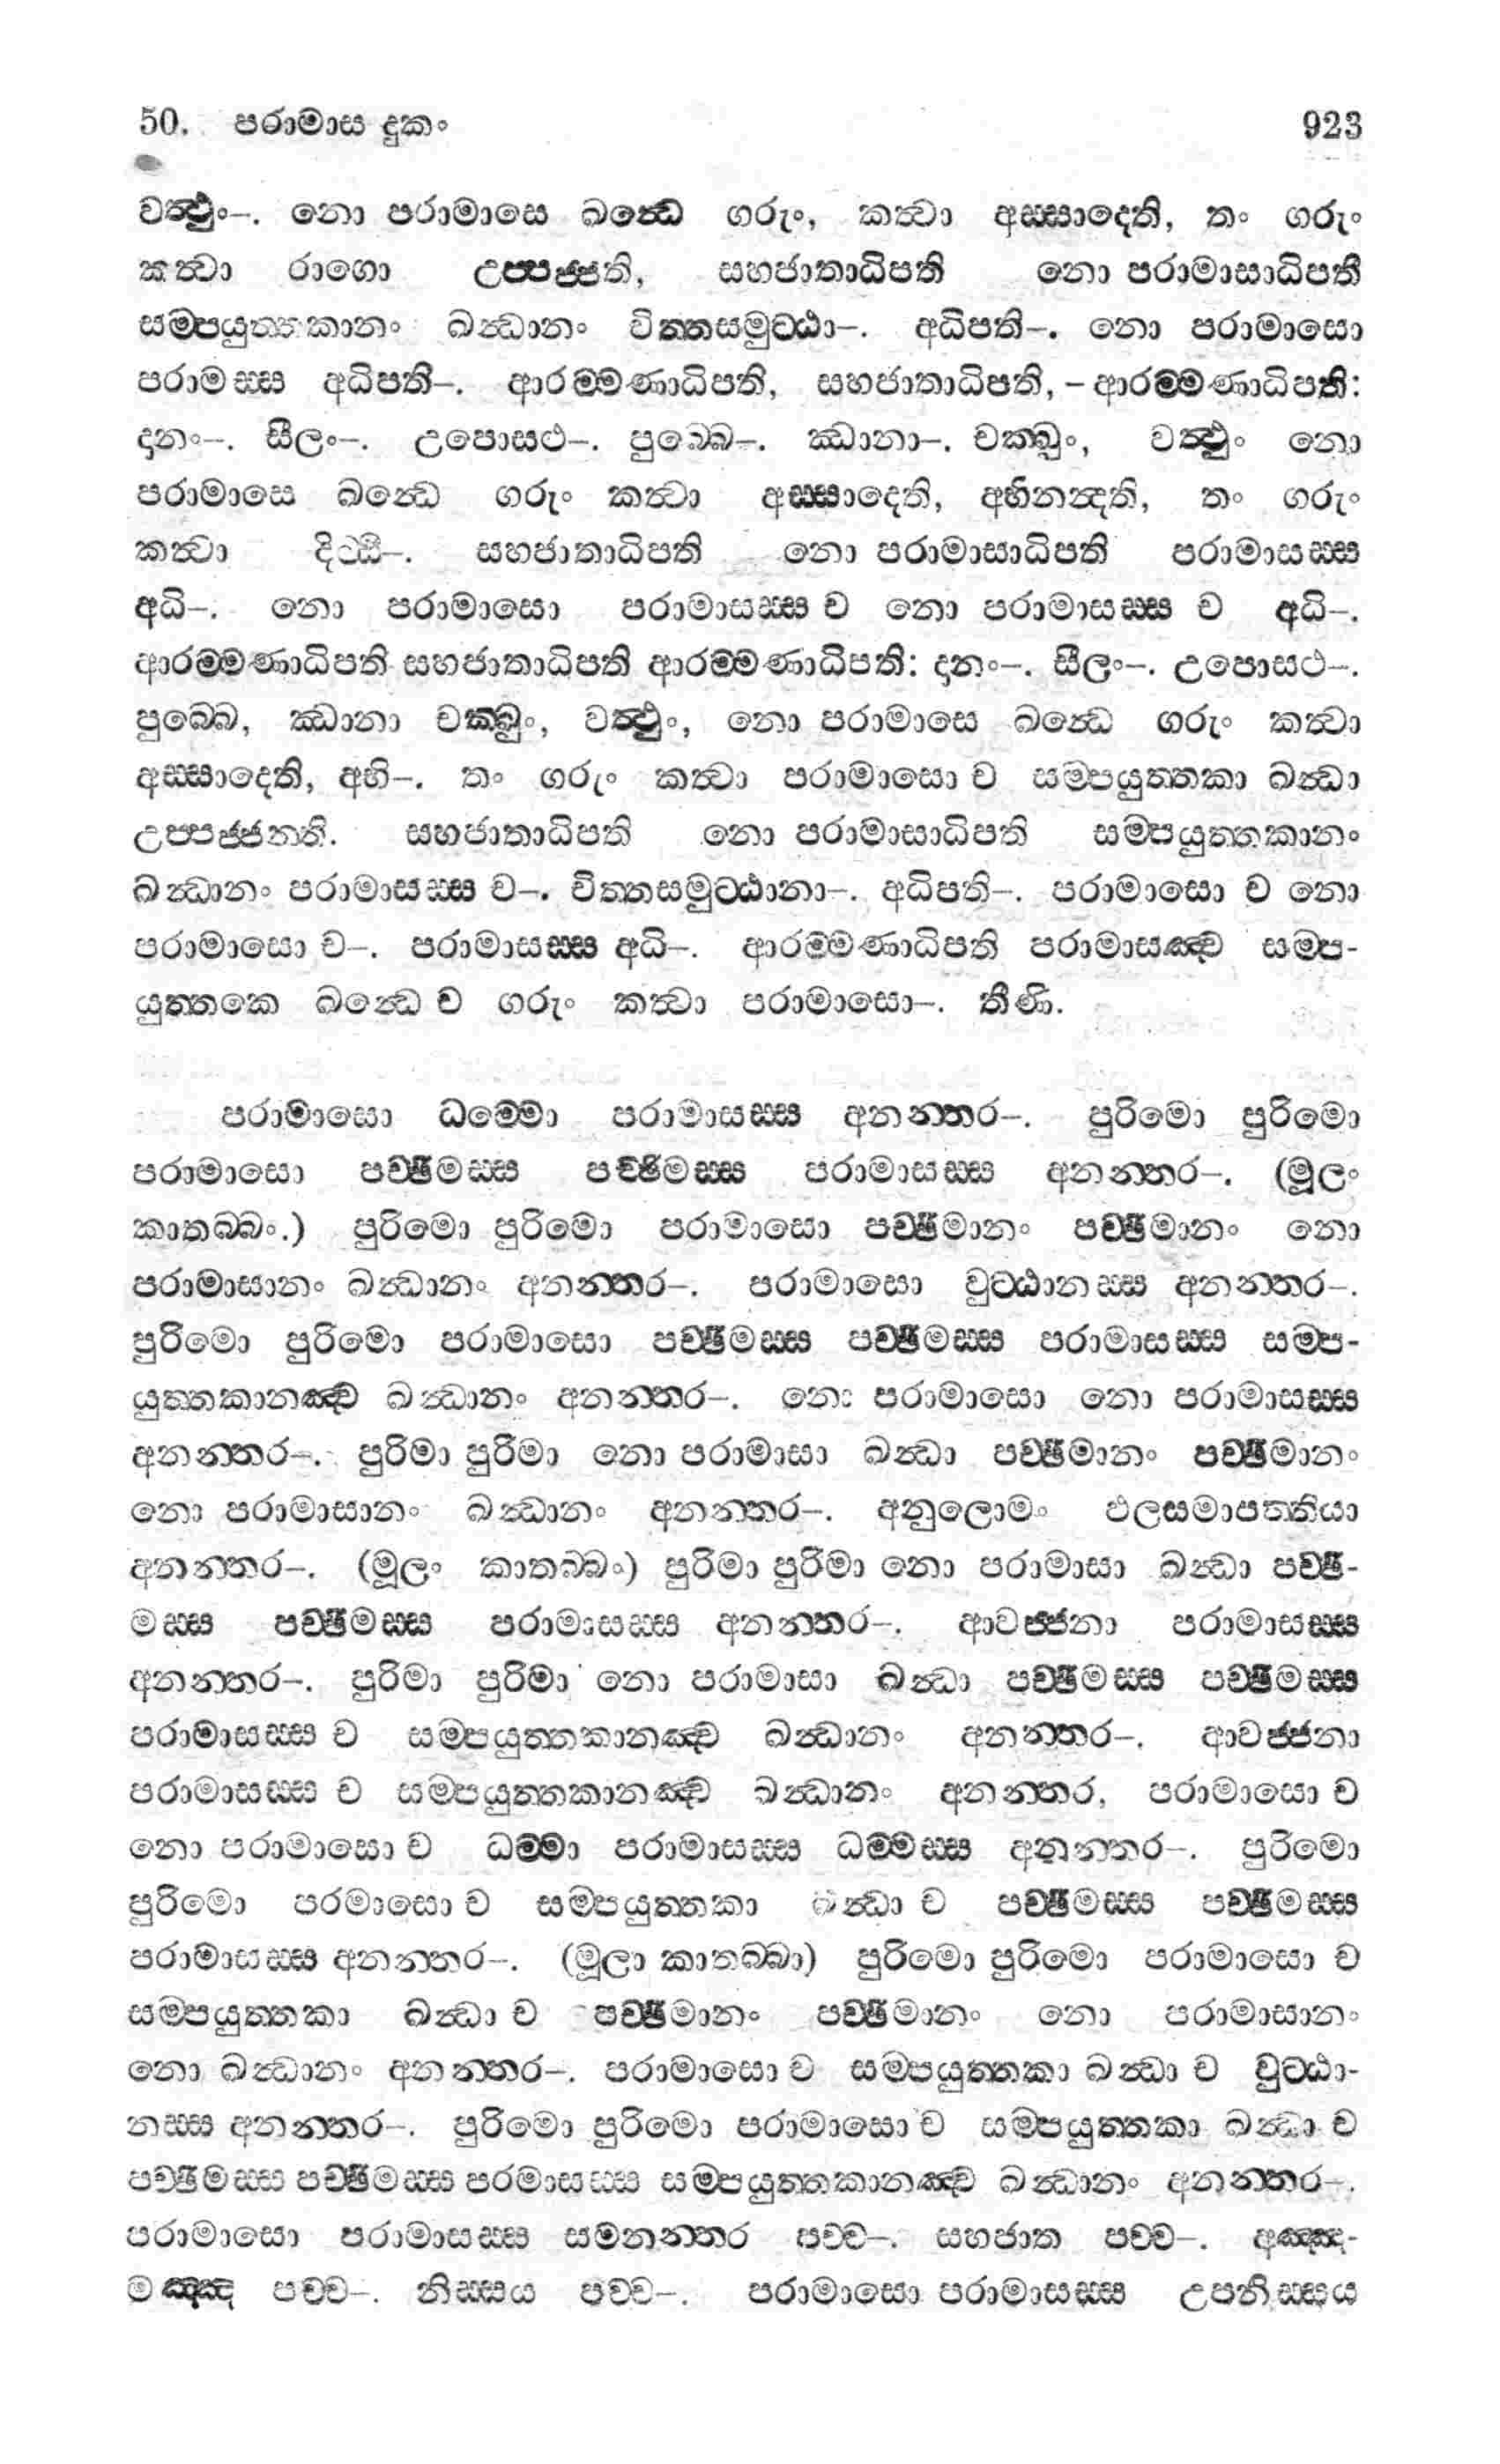 50. පරාමාස දුකං 923
වත්‍ථුං–. නො පරාමාසෙ ඛන්‍ධෙ ගරුං, කත්‍වා අස්සාදෙති, තං ගරුං
කත්‍වා රාගො උප්පජ්ජති, සහජාතාධිපති නො පරාමාසාධිපතී
සම්පයුත්තකානං ඛන්‍ධානං චිත්තසමුට්ඨා–. අධිපති–. නො පරාමාසො
පරාමස්ස අධිපති–. ආරම්මණාධිපති, සහජාතාධිපති, – ආරම්මණාධිපති:
දානං–. සීලං–. උපොසථ–. පුබ්බෙ–. ඣානා–. චක්ඛුං, වත්‍ථුං නො
පරාමාසෙ ඛන්‍ධෙ ගරුං කත්‍වා අස්සාදෙති, අභිනන්‍දති, තං ගරුං
කත්‍වා දිට්ඨි–. සහජාතාධිපති නො පරාමාසාධිපති පරාමාසස්ස
අධි–. නො පරාමාසො පරාමාසස්ස ච නො පරාමාසස්ස ච අධි–.
ආරම්මණාධිපති සහජාතාධිපති ආරම්මණාධිපති: දානං–. සීලං–. උපොසථ–.
පුබ්බෙ, ඣානා චක්ඛුං, වත්‍ථුං, නො පරාමාසෙ ඛන්‍ධෙ ගරුං කත්‍වා
අස්සාදෙති, අභි–. තං ගරුං කත්‍වා පරාමාසො ච සම්පයුත්තකා ඛන්‍ධා
උප්පජ්ජන්ති. සහජාතාධිපති නො පරාමාසාධිපති සම්පයුත්තකානං
ඛන්‍ධානං පරාමාසස්ස ච–. චිත්තසමුට්ඨානා–. අධිපති–. පරාමාසො ච නො
පරාමාසො ච–. පරාමාසස්ස අධි–. ආරම්මණාධිපති පරාමාසඤ්ච සම්ප-
යුත්තකෙ ඛන්‍ධෙ ච ගරුං කත්‍වා පරාමාසො–. තීණි.
පරාමාසො ධම්මො පරාමාසස්ස අනන්තර–. පුරිමො පුරිමො
පරාමාසො පච්ඡිමස්ස පච්ඡිමස්ස පරාමාසස්ස අනන්තර–. (මූලං
කාතබ්බං.) පුරිමො පුරිමො පරාමාසො පච්ඡිමානං පච්ඡිමානං නො
පරාමාසානං ඛන්‍ධානං අනන්තර–. පරාමාසො වුට්ඨානස්ස අනන්තර–.
පුරිමො පුරිමො පරාමාසො පච්ඡිමස්ස පච්ඡිමස්ස පරාමාසස්ස සම්ප-
යුත්තකානඤ්ච ඛන්‍ධානං අනන්තර–. නො පරාමාසො නො පරාමාසස්ස
අනන්තර–. පුරිමා පුරිමා නො පරාමාසා ඛන්‍ධා පච්ඡිමානං පච්ඡිමානං
නො පරාමාසානං ඛන්‍ධානං අනන්තර–. අනුලොමං ඵලසමාපත්තියා
අනන්තර–. (මූලං කාතබ්බං) පුරිමා පුරිමා නො පරාමාසා ඛන්‍ධා පච්ඡි-
මස්ස පච්ඡිමස්ස පරාමාසස්ස අනන්තර–. ආවජ්ජනා පරාමාසස්ස
අනන්තර–. පුරිමා පුරිමා නො පරාමාසා ඛන්‍ධා පච්ඡිමස්ස පච්ඡිමස්ස
පරාමාසස්ස ච සම්පයුත්තකානඤ්ච ඛන්‍ධානං අනන්තර–. ආවජ්ජනා
පරාමාසස්ස ච සම්පයුත්තකානඤ්ච ඛන්‍ධානං අනන්තර, පරාමාසො ච
නො පරාමාසො ච ධම්මා පරාමාසස්ස ධම්මස්ස අනන්තර–. පුරිමො
පුරිමො පරමාසො ච සම්පයුත්තකා ඛන්‍ධා ච පච්ඡිමස්ස පච්ඡිමස්ස
පරාමාසස්ස අනන්තර–. (මූලා කාතබ්බා) පුරිමො පුරිමො පරාමාසො ච
සම්පයුත්තකා ඛන්‍ධා ච පච්ඡිමානං පච්ඡිමානං නො පරාමාසානං
නො ඛන්‍ධානං අනන්තර–. පරාමාසො ච සම්පයුත්තකා ඛන්‍ධා ච වුට්ඨා-
නස්ස අනන්තර–. පුරිමො පුරිමො පරාමාසො ච සම්පයුත්තකා ඛන්‍ධා ච
පච්ඡිමස්ස පච්ඡිමස්ස පරමාසස්ස සම්පයුත්තකානඤ්ච ඛන්‍ධානං අනන්තර–.
පරාමාසො පරාමාසස්ස සමනන්තර පච්ච–. සහජාත පච්ච–. අඤ්ඤ-
මඤ්ඤ පච්ච–. නිස්සය පච්ච–. පරාමාසො පරාමාසස්ස උපනිස්සය